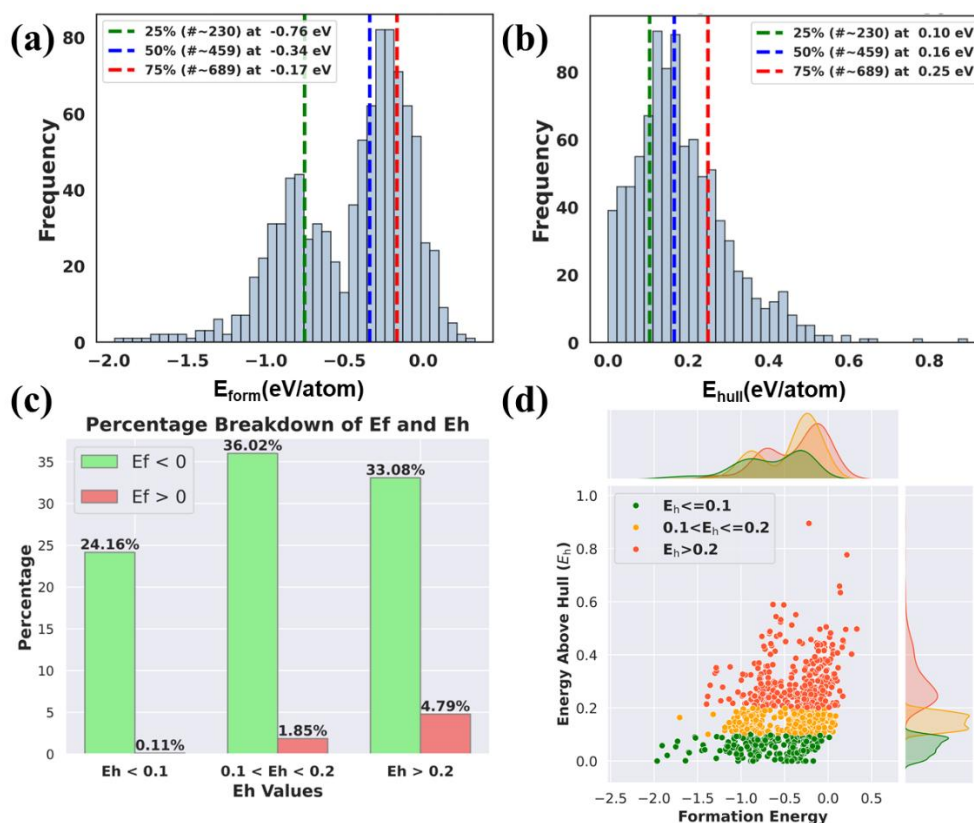 (a)
25% (#~230) at -0.76 eV
50% (#~459) at -0.34 eV
75% (#~689) at -0.17 eV
80
60
40
20
0
Frequency
−2.0 −1.5 −1.0 −0.5 0.0
E_form(eV/atom)
(b)
25% (#~230) at 0.10 eV
50% (#~459) at 0.16 eV
75% (#~689) at 0.25 eV
80
60
40
20
0
Frequency
0.0 0.2 0.4 0.6 0.8
E_hull(eV/atom)
(c)
Percentage Breakdown of Ef and Eh
Ef < 0
Ef > 0
35
30
25
20
15
10
5
0
Percentage
24.16%
0.11%
36.02%
1.85%
33.08%
4.79%
Eh < 0.1 0.1 < Eh < 0.2 Eh > 0.2
Eh Values
(d)
E_h<=0.1
0.1<E_h<=0.2
E_h>0.2
1.0
0.8
0.6
0.4
0.2
0.0
Energy Above Hull (E_h)
−2.5 −2.0 −1.5 −1.0 −0.5 0.0 0.5
Formation Energy